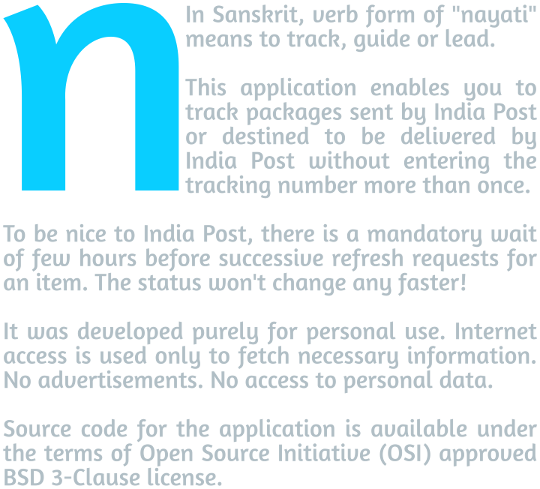 n
In Sanskrit, verb form of "nayati"
means to track, guide or lead.
This application enables you to
track packages sent by India Post
or destined to be delivered by
India Post without entering the
tracking number more than once.
To be nice to India Post, there is a mandatory wait
of few hours before successive refresh requests for
an item. The status won't change any faster!
It was developed purely for personal use. Internet
access is used only to fetch necessary information.
No advertisements. No access to personal data.
Source code for the application is available under
the terms of Open Source Initiative (OSI) approved
BSD 3-Clause license.